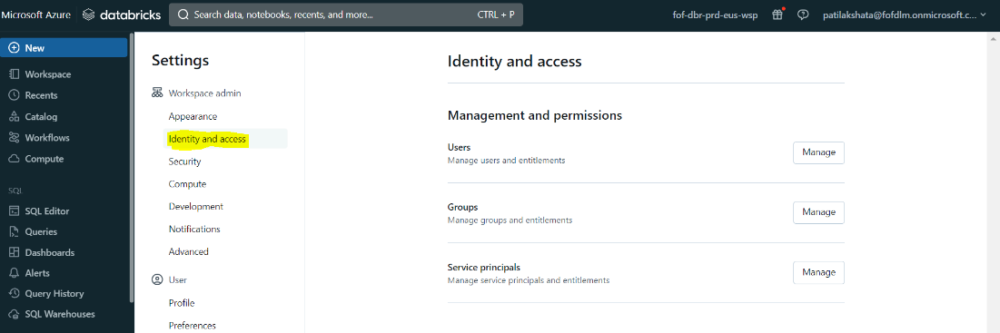 Microsoft Azure databricks Search data, notebooks, recents, and more... CTRL + P fof-dbr-prd-eus-wsp patilakshata@fofdlm.onmicrosoft.c...
New
Workspace
Recents
Catalog
Workflows
Compute
SQL
SQL Editor
Queries
Dashboards
Alerts
Query History
SQL Warehouses
Settings
Workspace admin
Appearance
Identity and access
Security
Compute
Development
Notifications
Advanced
User
Profile
Preferences
Identity and access
Management and permissions
Users
Manage users and entitlements
Manage
Groups
Manage groups and entitlements
Manage
Service principals
Manage service principals and entitlements
Manage